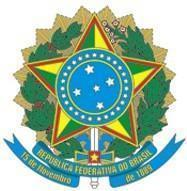 REPÚBLICA FEDERATIVA DO BRASIL
15 de Novembro
de 1889